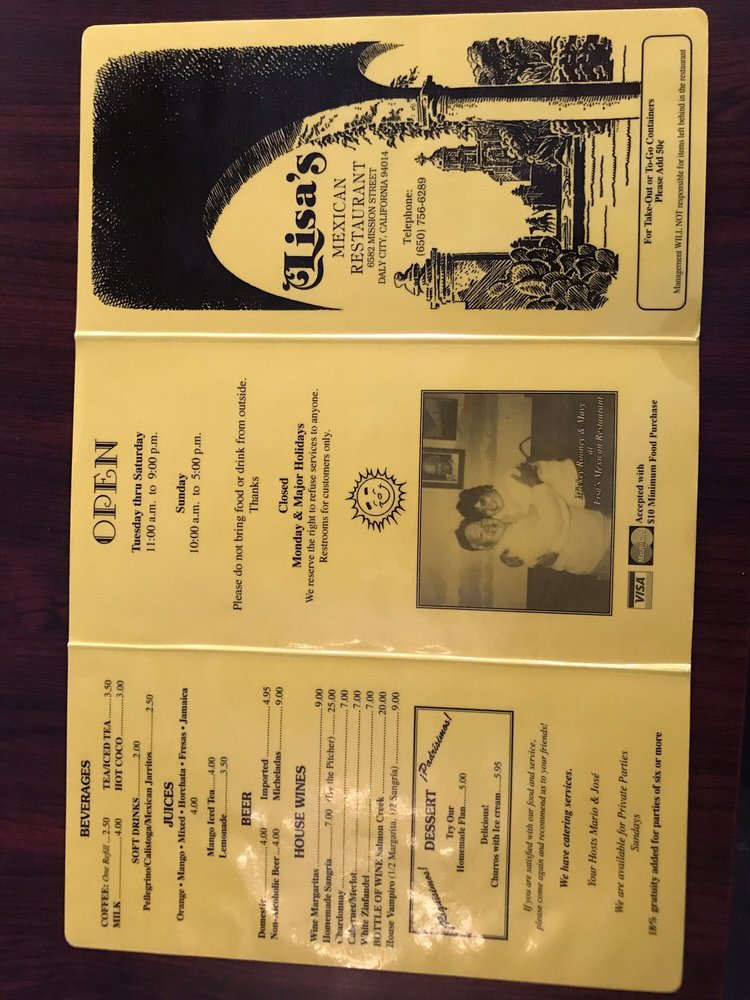 BEVERAGES
COFFEE: One Refill ... 2.50 TEA/ICED TEA ... 3.50
MILK ... 4.00 HOT COCO ... 3.00
SOFT DRINKS ... 2.00
Pellegrino/Calistoga/Mexican Jarritos ... 2.50
JUICES
Orange • Mango • Mixed • Horchata • Fresas • Jamaica
4.00
Mango Iced Tea ... 4.00
Lemonade ... 3.50
BEER
Domestic ... 4.00 Imported ... 4.95
Non-Alcoholic Beer ... 4.00 Micheladas ... 9.00
HOUSE WINES
Wine Margaritas ... 9.00
Homemade Sangria ... 7.00 (By the Pitcher) ... 25.00
Chardonnay ... 7.00
Cabernet/Merlot ... 7.00
White Zinfandel ... 7.00
BOTTLE OF WINE Salmon Creek ... 20.00
House Vampiro (1/2 Margarita, 1/2 Sangria) ... 9.00
¡Riquisimos! DESSERT ¡Padrisimos!
Try Our
Homemade Flan ... 5.00
Delicious!
Churros with Ice cream ... 5.95
If you are satisfied with our food and service,
please come again and recommend us to your friends!
We have catering services.
Your Hosts Mario & José
We are available for Private Parties
Sundays
18% gratuity added for parties of six or more
OPEN
Tuesday thru Saturday
11:00 a.m. to 9:00 p.m.
Sunday
10:00 a.m. to 5:00 p.m.
Please do not bring food or drink from outside.
Thanks
Closed
Monday & Major Holidays
We reserve the right to refuse services to anyone.
Restrooms for customers only.
Mickey Rooney & Mary
at
Lisa's Mexican Restaurant
VISA MasterCard Accepted with
$10 Minimum Food Purchase
Lisa's
MEXICAN
RESTAURANT
6582 MISSION STREET
DALY CITY, CALIFORNIA 94014
Telephone:
(650) 756-6289
For Take-Out or To-Go Containers
Please Add 50¢
Management WILL NOT responsible for items left behind in the restaurant